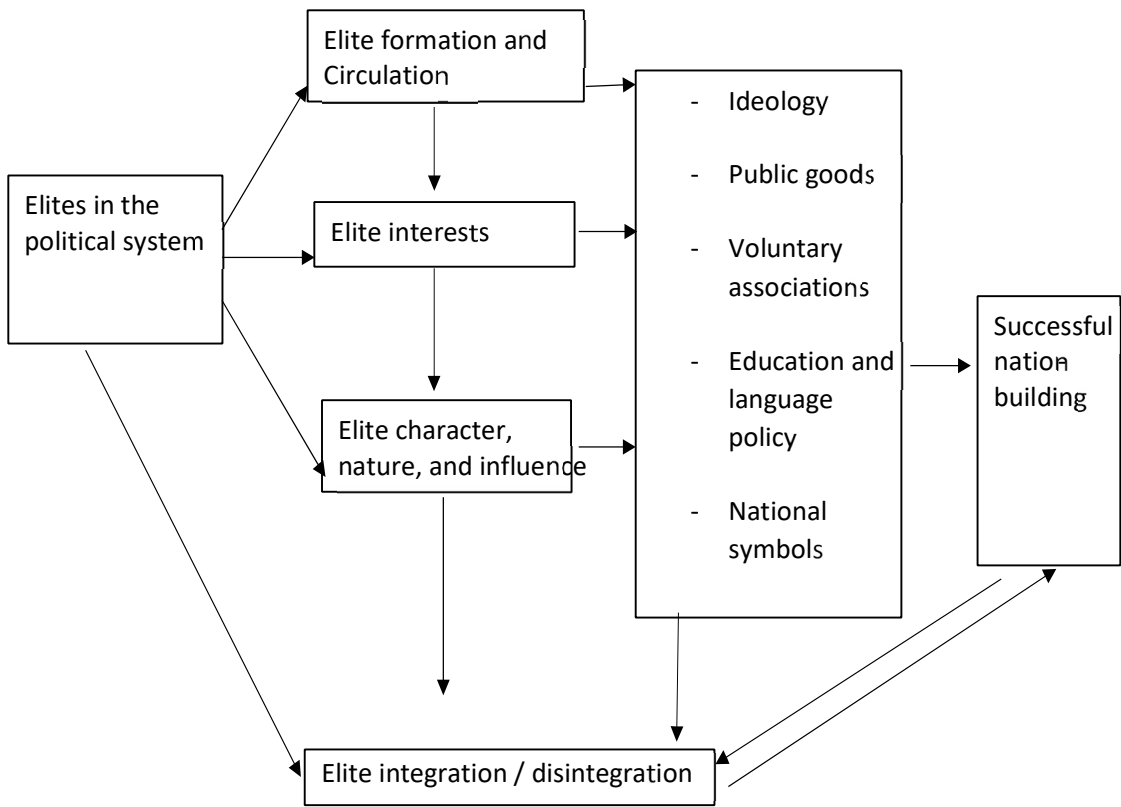 Elite formation and
Circulation
Elites in the
political system
Elite interests
Elite character,
nature, and influence
- Ideology
- Public goods
- Voluntary
associations
- Education and
language
policy
- National
symbols
Successful
nation
building
Elite integration / disintegration